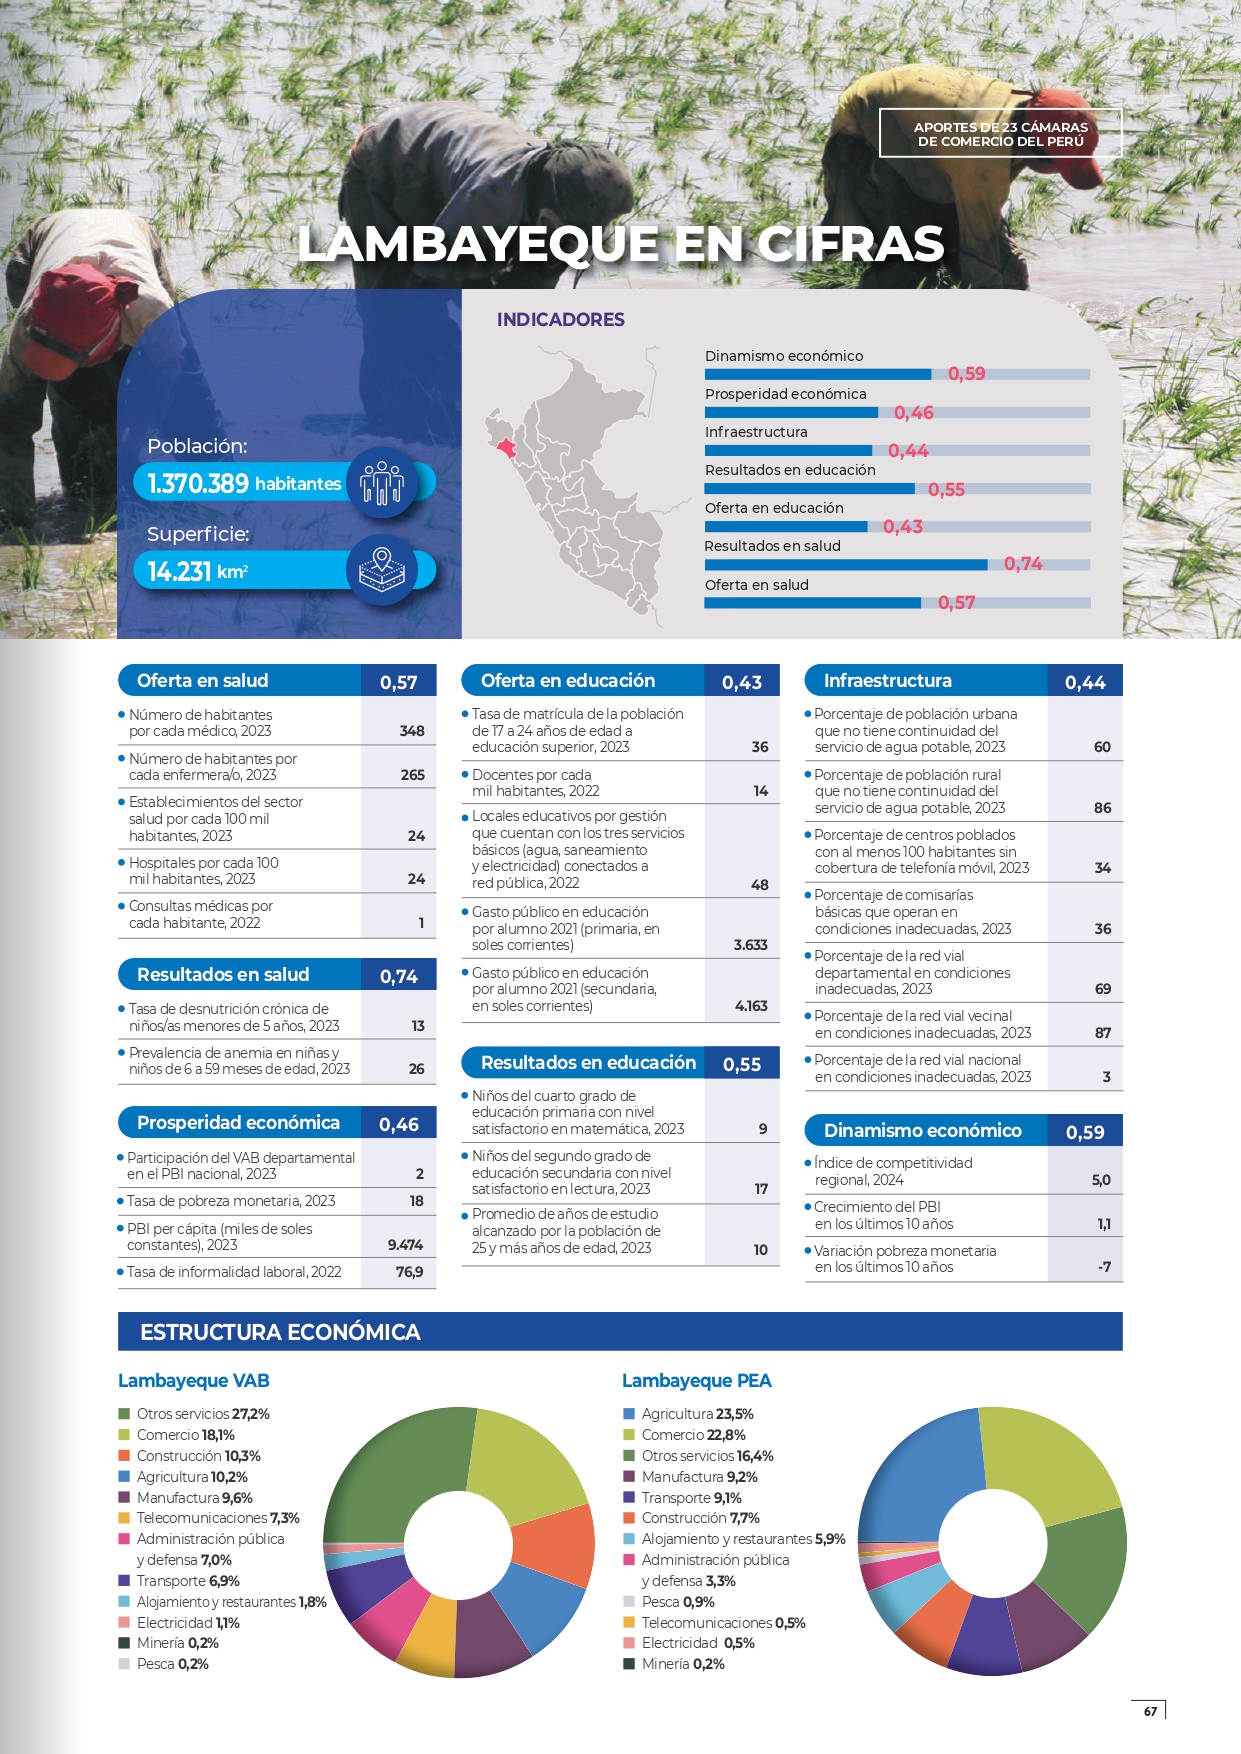 APORTES DE 23 CÁMARAS
DE COMERCIO DEL PERÚ
LAMBAYEQUE EN CIFRAS
Población:
1.370.389 habitantes
Superficie:
14.231 km²
INDICADORES
Dinamismo económico
0,59
Prosperidad económica
0,46
Infraestructura
0,44
Resultados en educación
0,55
Oferta en educación
0,43
Resultados en salud
0,74
Oferta en salud
0,57
Oferta en salud 0,57
Número de habitantes
por cada médico, 2023 348
Número de habitantes por
cada enfermera/o, 2023 265
Establecimientos del sector
salud por cada 100 mil
habitantes, 2023 24
Hospitales por cada 100
mil habitantes, 2023 24
Consultas médicas por
cada habitante, 2022 1
Resultados en salud 0,74
Tasa de desnutrición crónica de
niños/as menores de 5 años, 2023 13
Prevalencia de anemia en niñas y
niños de 6 a 59 meses de edad, 2023 26
Prosperidad económica 0,46
Participación del VAB departamental
en el PBI nacional, 2023 2
Tasa de pobreza monetaria, 2023 18
PBI per cápita (miles de soles
constantes), 2023 9.474
Tasa de informalidad laboral, 2022 76,9
Oferta en educación 0,43
Tasa de matrícula de la población
de 17 a 24 años de edad a
educación superior, 2023 36
Docentes por cada
mil habitantes, 2022 14
Locales educativos por gestión
que cuentan con los tres servicios
básicos (agua, saneamiento
y electricidad) conectados a
red pública, 2022 48
Gasto público en educación
por alumno 2021 (primaria, en
soles corrientes) 3.633
Gasto público en educación
por alumno 2021 (secundaria,
en soles corrientes) 4.163
Resultados en educación 0,55
Niños del cuarto grado de
educación primaria con nivel
satisfactorio en matemática, 2023 9
Niños del segundo grado de
educación secundaria con nivel
satisfactorio en lectura, 2023 17
Promedio de años de estudio
alcanzado por la población de
25 y más años de edad, 2023 10
Infraestructura 0,44
Porcentaje de población urbana
que no tiene continuidad del
servicio de agua potable, 2023 60
Porcentaje de población rural
que no tiene continuidad del
servicio de agua potable, 2023 86
Porcentaje de centros poblados
con al menos 100 habitantes sin
cobertura de telefonía móvil, 2023 34
Porcentaje de comisarías
básicas que operan en
condiciones inadecuadas, 2023 36
Porcentaje de la red vial
departamental en condiciones
inadecuadas, 2023 69
Porcentaje de la red vial vecinal
en condiciones inadecuadas, 2023 87
Porcentaje de la red vial nacional
en condiciones inadecuadas, 2023 3
Dinamismo económico 0,59
Índice de competitividad
regional, 2024 5,0
Crecimiento del PBI
en los últimos 10 años 1,1
Variación pobreza monetaria
en los últimos 10 años -7
ESTRUCTURA ECONÓMICA
Lambayeque VAB
Otros servicios 27,2%
Comercio 18,1%
Construcción 10,3%
Agricultura 10,2%
Manufactura 9,6%
Telecomunicaciones 7,3%
Administración pública
y defensa 7,0%
Transporte 6,9%
Alojamiento y restaurantes 1,8%
Electricidad 1,1%
Minería 0,2%
Pesca 0,2%
Lambayeque PEA
Agricultura 23,5%
Comercio 22,8%
Otros servicios 16,4%
Manufactura 9,2%
Transporte 9,1%
Construcción 7,7%
Alojamiento y restaurantes 5,9%
Administración pública
y defensa 3,3%
Pesca 0,9%
Telecomunicaciones 0,5%
Electricidad 0,5%
Minería 0,2%
67